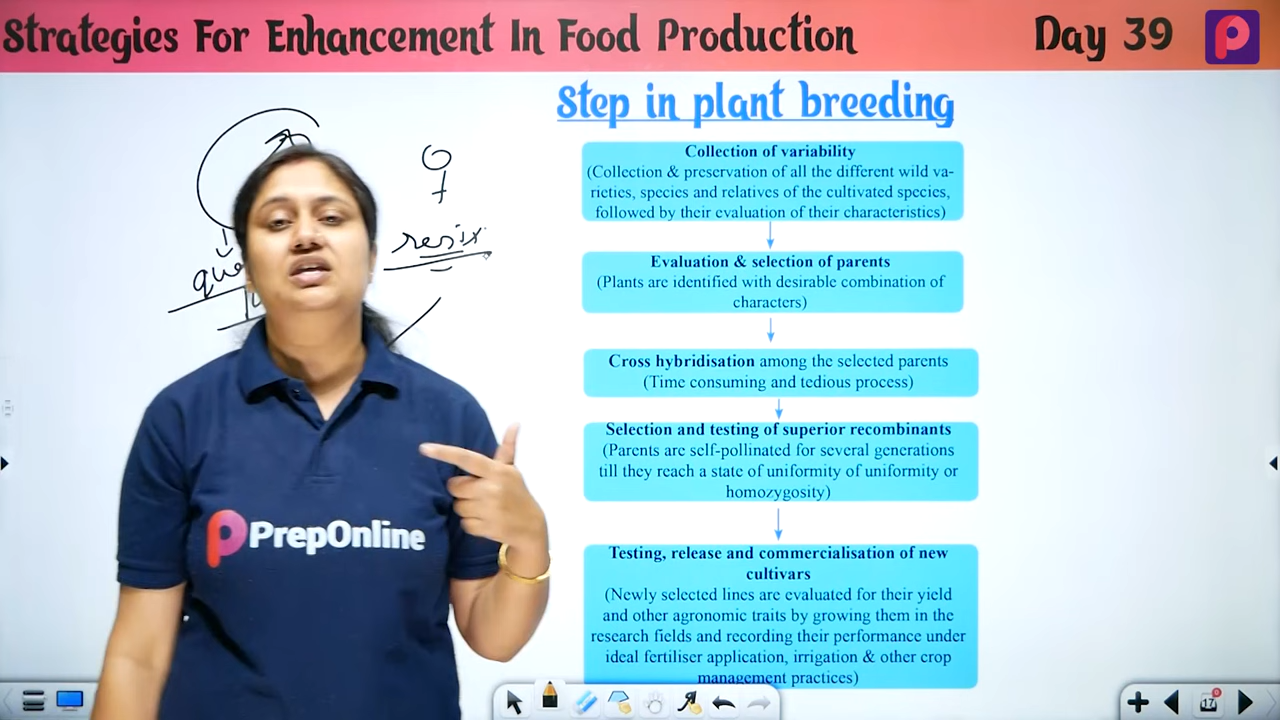 Strategies For Enhancement In Food Production
Day 39
Step in plant breeding
Collection of variability
(Collection & preservation of all the different wild va-
rieties, species and relatives of the cultivated species,
followed by their evaluation of their characteristics)
Evaluation & selection of parents
(Plants are identified with desirable combination of
characters)
Cross hybridisation among the selected parents
(Time consuming and tedious process)
Selection and testing of superior recombinants
(Parents are self-pollinated for several generations
till they reach a state of uniformity of uniformity or
homozygosity)
Testing, release and commercialisation of new
cultivars
(Newly selected lines are evaluated for their yield
and other agronomic traits by growing them in the
research fields and recording their performance under
ideal fertiliser application, irrigation & other crop
management practices)
PrepOnline
17